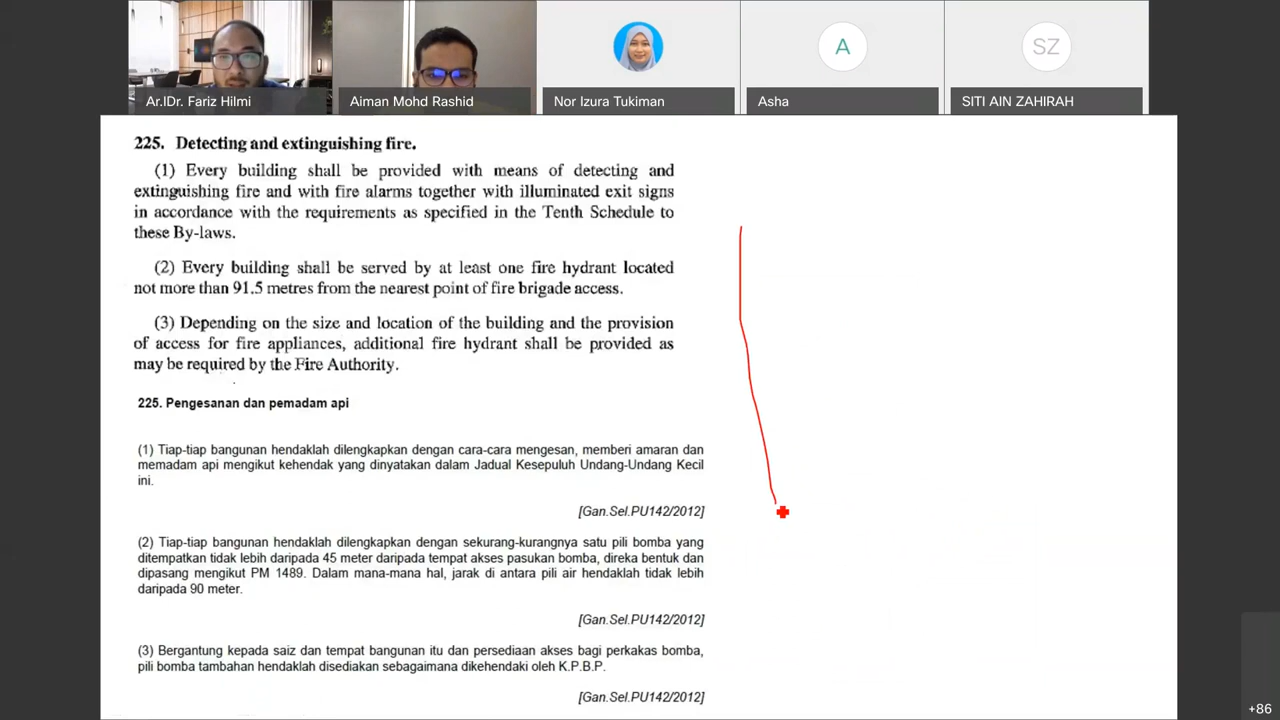 Ar.IDr. Fariz Hilmi
Aiman Mohd Rashid
Nor Izura Tukiman
A
Asha
SZ
SITI AIN ZAHIRAH
225. Detecting and extinguishing fire.
(1) Every building shall be provided with means of detecting and
extinguishing fire and with fire alarms together with illuminated exit signs
in accordance with the requirements as specified in the Tenth Schedule to
these By-laws.
(2) Every building shall be served by at least one fire hydrant located
not more than 91.5 metres from the nearest point of fire brigade access.
(3) Depending on the size and location of the building and the provision
of access for fire appliances, additional fire hydrant shall be provided as
may be required by the Fire Authority.
225. Pengesanan dan pemadam api
(1) Tiap-tiap bangunan hendaklah dilengkapkan dengan cara-cara mengesan, memberi amaran dan
memadam api mengikut kehendak yang dinyatakan dalam Jadual Kesepuluh Undang-Undang Kecil
ini.
[Gan.Sel.PU142/2012]
(2) Tiap-tiap bangunan hendaklah dilengkapkan dengan sekurang-kurangnya satu pili bomba yang
ditempatkan tidak lebih daripada 45 meter daripada tempat akses pasukan bomba, direka bentuk dan
dipasang mengikut PM 1489. Dalam mana-mana hal, jarak di antara pili air hendaklah tidak lebih
daripada 90 meter.
[Gan.Sel.PU142/2012]
(3) Bergantung kepada saiz dan tempat bangunan itu dan persediaan akses bagi perkakas bomba,
pili bomba tambahan hendaklah disediakan sebagaimana dikehendaki oleh K.P.B.P.
[Gan.Sel.PU142/2012]
+86